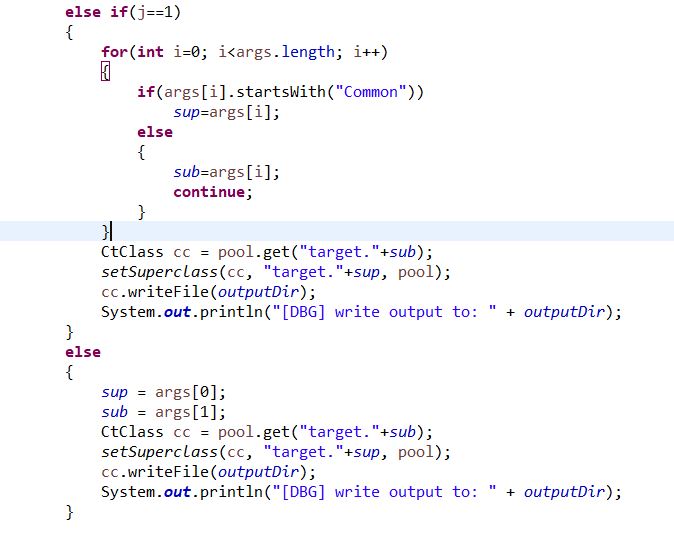 else if(j==1)
{
for(int i=0; i<args.length; i++)
{
if(args[i].startsWith("Common"))
sup=args[i];
else
{
sub=args[i];
continue;
}
}
CtClass cc = pool.get("target."+sub);
setSuperclass(cc, "target."+sup, pool);
cc.writeFile(outputDir);
System.out.println("[DBG] write output to: " + outputDir);
}
else
{
sup = args[0];
sub = args[1];
CtClass cc = pool.get("target."+sub);
setSuperclass(cc, "target."+sup, pool);
cc.writeFile(outputDir);
System.out.println("[DBG] write output to: " + outputDir);
}